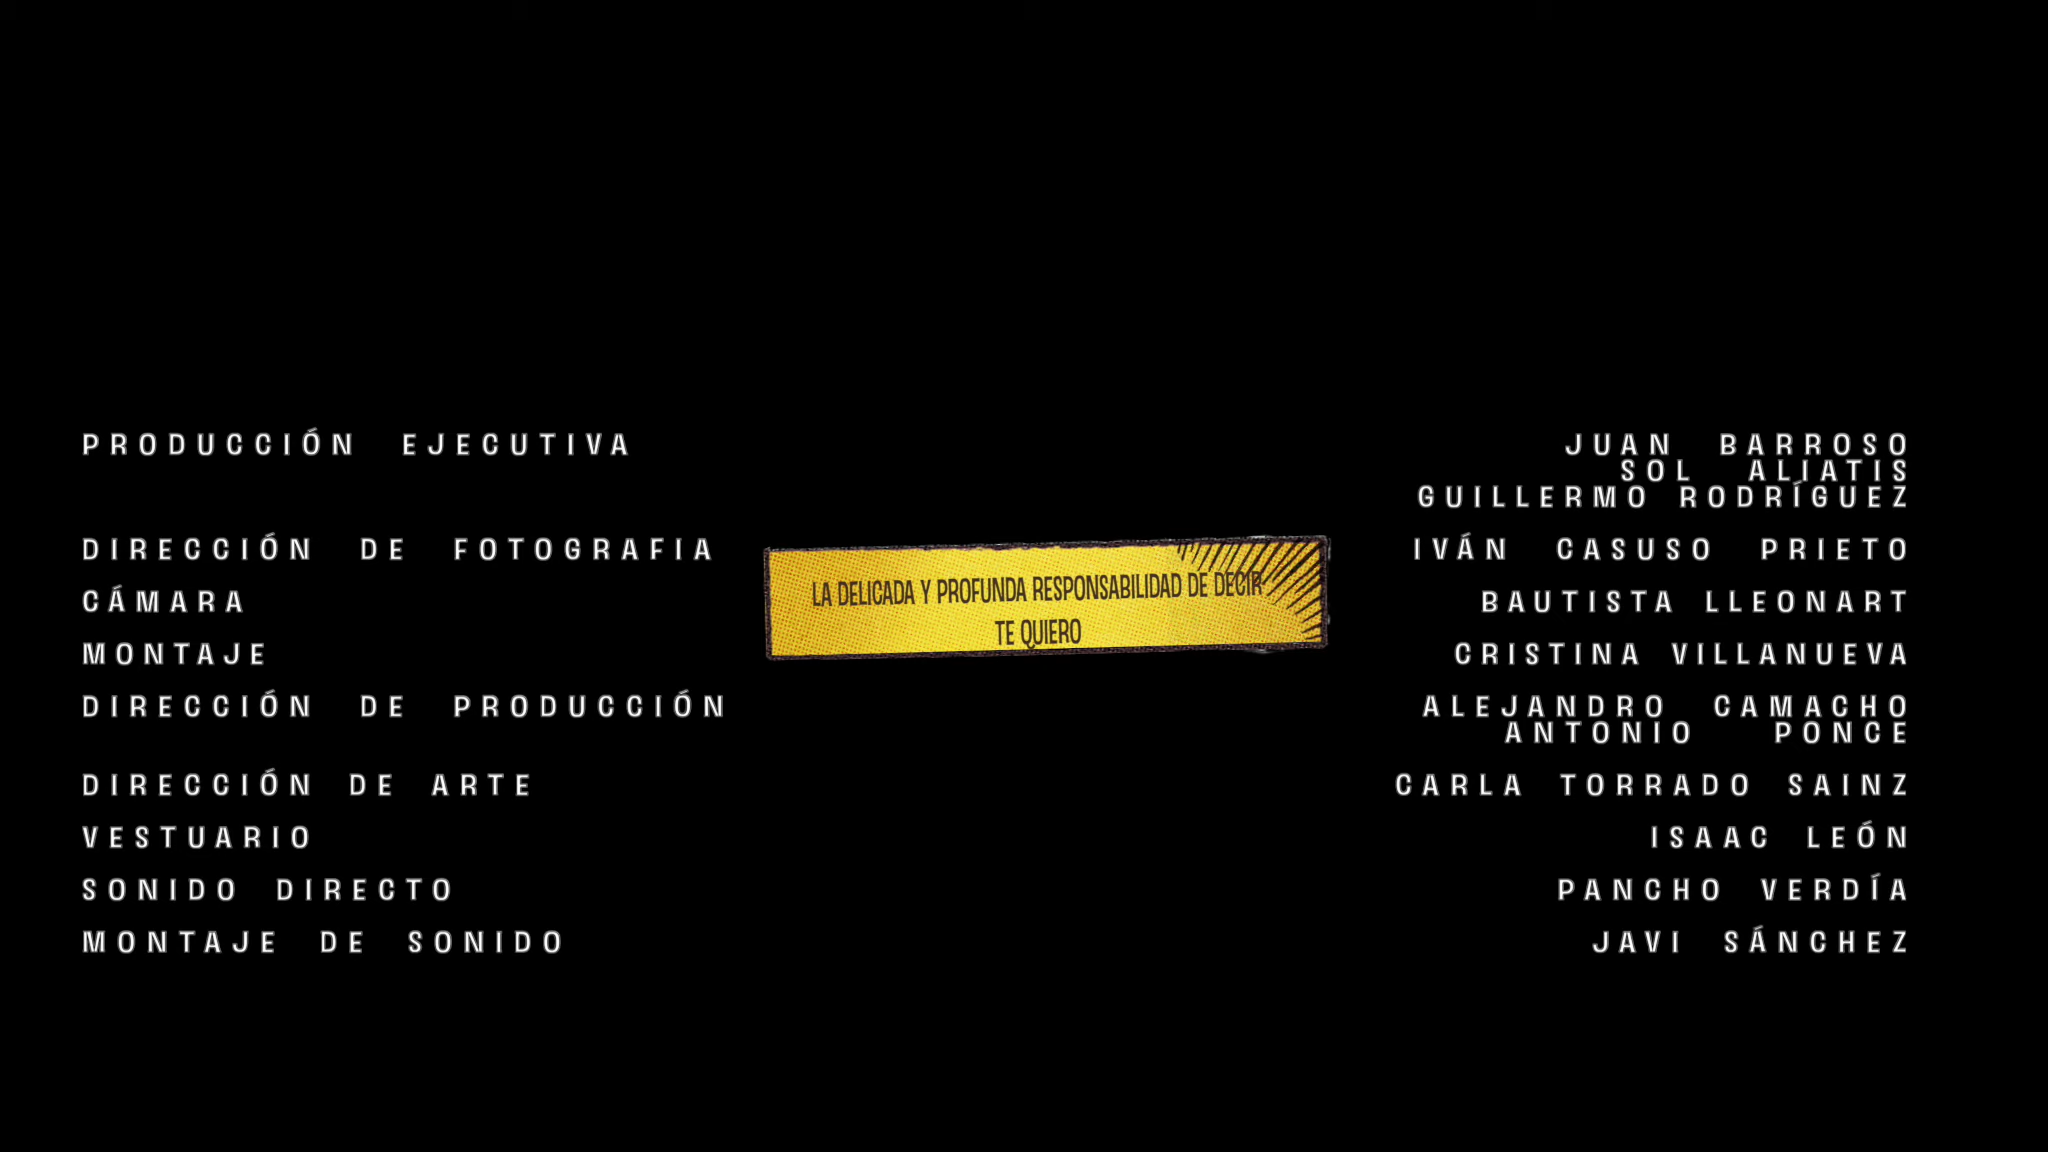 PRODUCCIÓN EJECUTIVA JUAN BARROSO
SOL ALIATIS
GUILLERMO RODRÍGUEZ
DIRECCIÓN DE FOTOGRAFIA IVÁN CASUSO PRIETO
LA DELICADA Y PROFUNDA RESPONSABILIDAD DE DECIR
TE QUIERO
CÁMARA BAUTISTA LLEONART
MONTAJE CRISTINA VILLANUEVA
DIRECCIÓN DE PRODUCCIÓN ALEJANDRO CAMACHO
ANTONIO PONCE
DIRECCIÓN DE ARTE CARLA TORRADO SAINZ
VESTUARIO ISAAC LEÓN
SONIDO DIRECTO PANCHO VERDÍA
MONTAJE DE SONIDO JAVI SÁNCHEZ